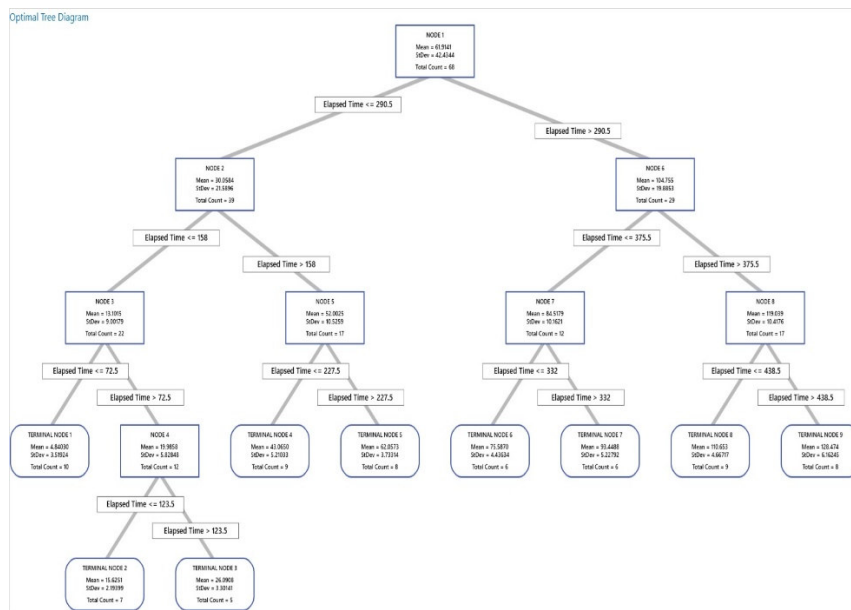 Optimal Tree Diagram
NODE 1
Mean = 61.9141
StDev = 42.4344
Total Count = 68
Elapsed Time <= 290.5
Elapsed Time > 290.5
NODE 2
Mean = 30.0584
StDev = 21.5896
Total Count = 39
NODE 6
Mean = 104.755
StDev = 19.8953
Total Count = 29
Elapsed Time <= 158
Elapsed Time > 158
Elapsed Time <= 375.5
Elapsed Time > 375.5
NODE 3
Mean = 13.1015
StDev = 9.00179
Total Count = 22
NODE 5
Mean = 52.0025
StDev = 10.5259
Total Count = 17
NODE 7
Mean = 84.5179
StDev = 10.1621
Total Count = 12
NODE 8
Mean = 119.039
StDev = 10.4176
Total Count = 17
Elapsed Time <= 72.5
Elapsed Time > 72.5
Elapsed Time <= 227.5
Elapsed Time > 227.5
Elapsed Time <= 332
Elapsed Time > 332
Elapsed Time <= 438.5
Elapsed Time > 438.5
TERMINAL NODE 1
Mean = 4.84030
StDev = 3.51924
Total Count = 10
NODE 4
Mean = 19.9858
StDev = 5.82848
Total Count = 12
TERMINAL NODE 4
Mean = 43.0650
StDev = 5.21033
Total Count = 9
TERMINAL NODE 5
Mean = 62.0573
StDev = 3.73314
Total Count = 8
TERMINAL NODE 6
Mean = 75.5870
StDev = 4.43634
Total Count = 6
TERMINAL NODE 7
Mean = 93.4488
StDev = 5.22792
Total Count = 6
TERMINAL NODE 8
Mean = 110.653
StDev = 4.66717
Total Count = 9
TERMINAL NODE 9
Mean = 128.474
StDev = 6.16245
Total Count = 8
Elapsed Time <= 123.5
Elapsed Time > 123.5
TERMINAL NODE 2
Mean = 15.6251
StDev = 2.19399
Total Count = 7
TERMINAL NODE 3
Mean = 26.0908
StDev = 3.30141
Total Count = 5